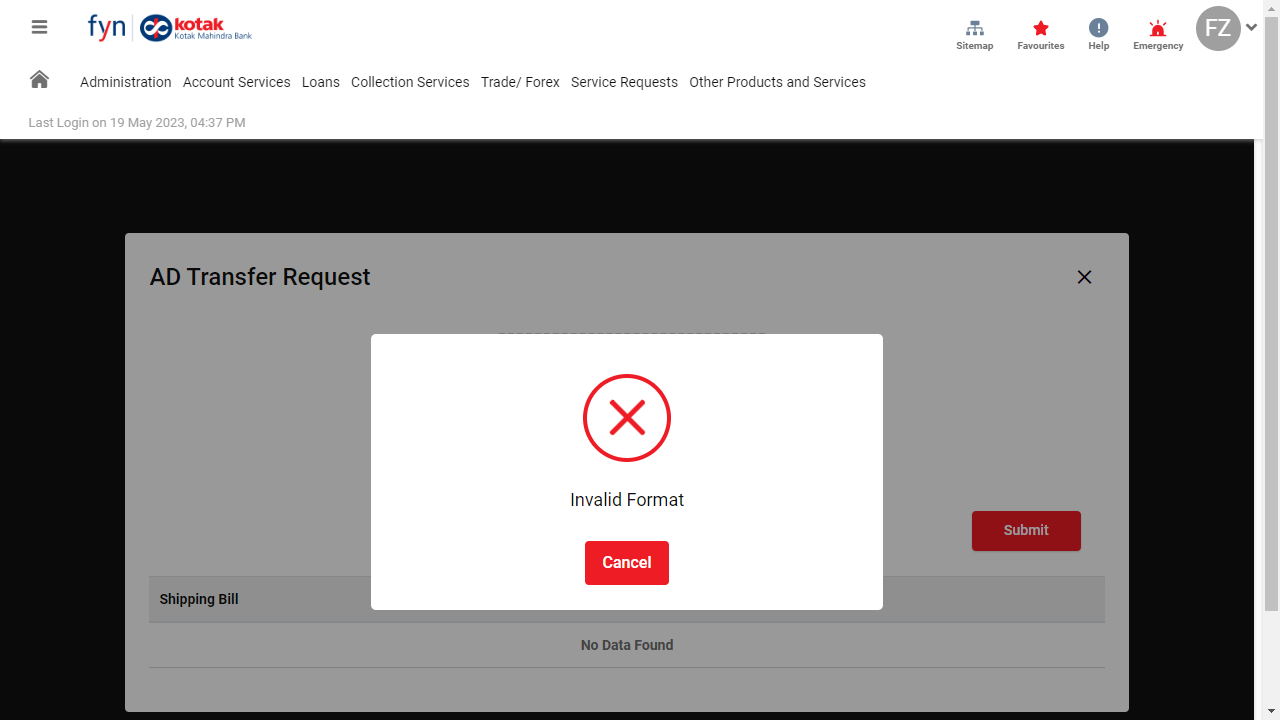 fyn kotak
Kotak Mahindra Bank
Sitemap Favourites Help Emergency FZ
Administration Account Services Loans Collection Services Trade/ Forex Service Requests Other Products and Services
Last Login on 19 May 2023, 04:37 PM
AD Transfer Request
Invalid Format
Submit
Cancel
Shipping Bill
No Data Found